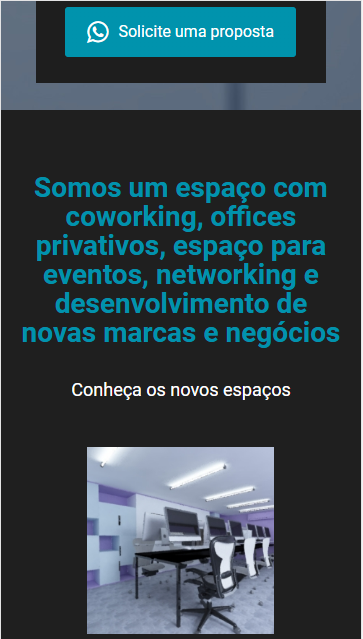 Solicite uma proposta
Somos um espaço com
coworking, offices
privativos, espaço para
eventos, networking e
desenvolvimento de
novas marcas e negócios
Conheça os novos espaços